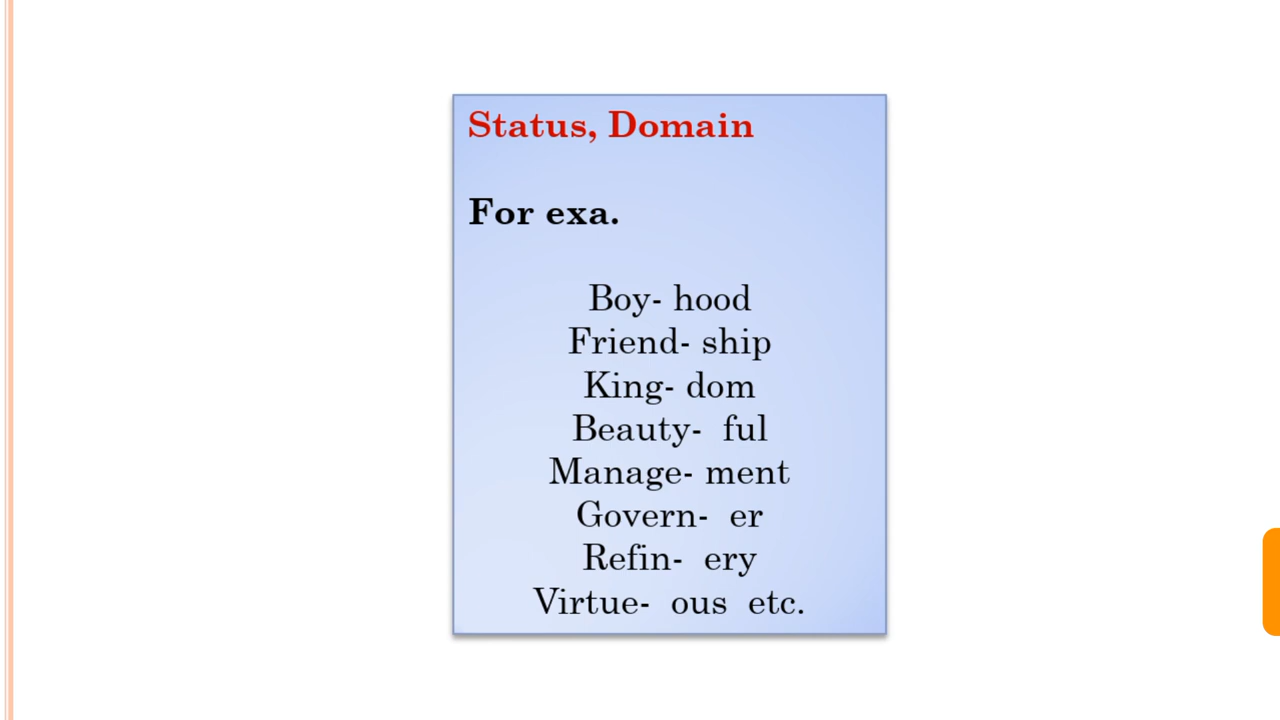 Status, Domain
For exa.
Boy- hood
Friend- ship
King- dom
Beauty- ful
Manage- ment
Govern- er
Refin- ery
Virtue- ous etc.